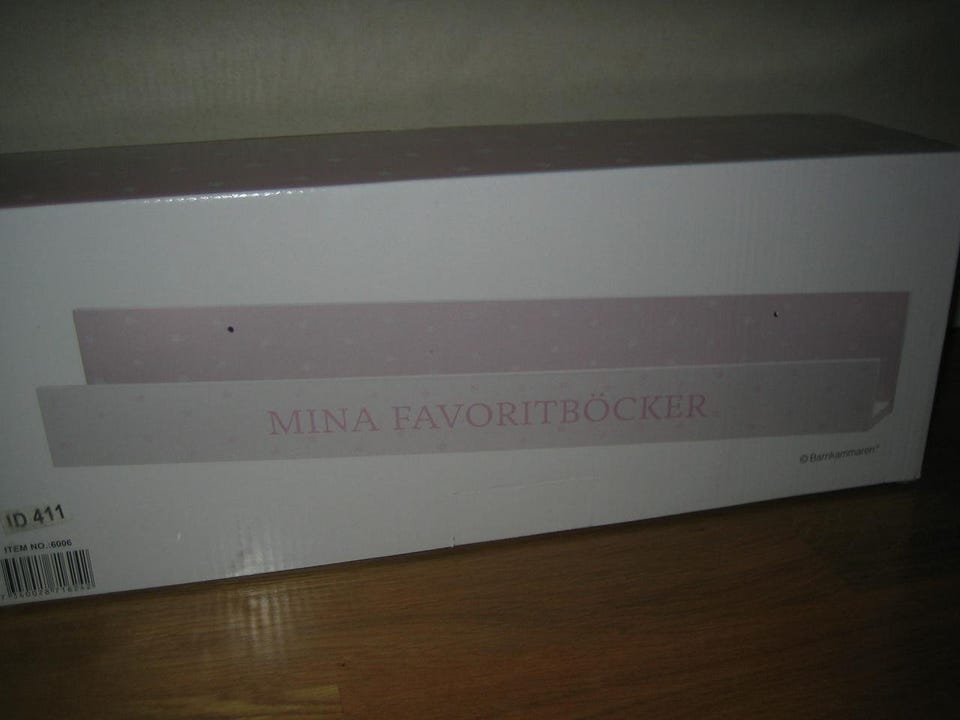 MINA FAVORITBÖCKER
© Barnkammaren
ID 411
ITEM NO.:6006